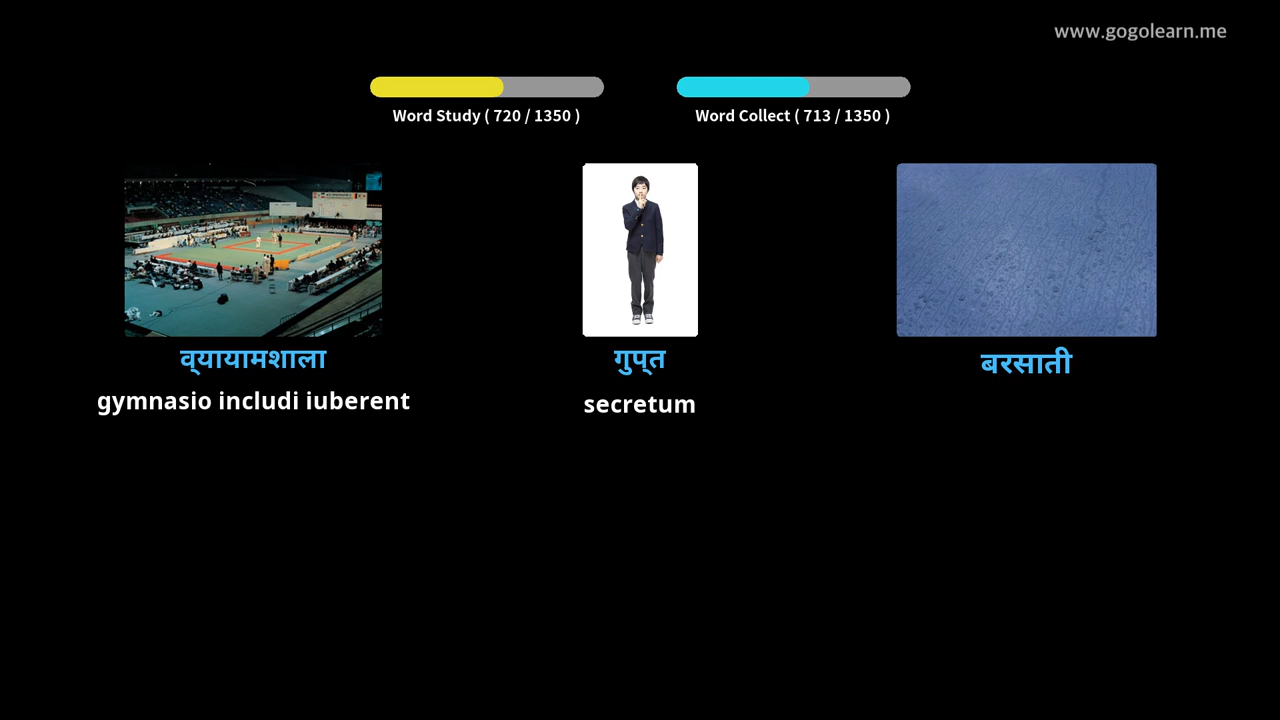 www.gogolearn.me
Word Study ( 720 / 1350 )
Word Collect ( 713 / 1350 )
व्यायामशाला
गुप्त
बरसाती
gymnasio includi iuberent
secretum